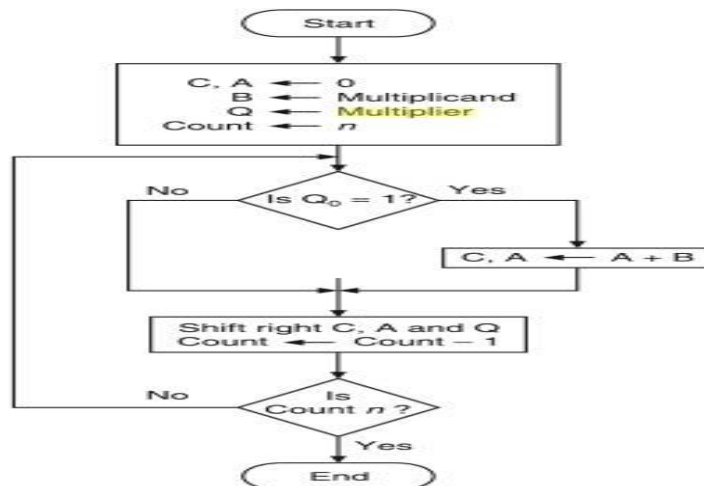 Start
C, A ← 0
B ← Multiplicand
Q ← Multiplier
Count ← n
No
Is Q₀ = 1?
Yes
C, A ← A + B
Shift right C, A and Q
Count ← Count − 1
No
Is
Count n ?
Yes
End